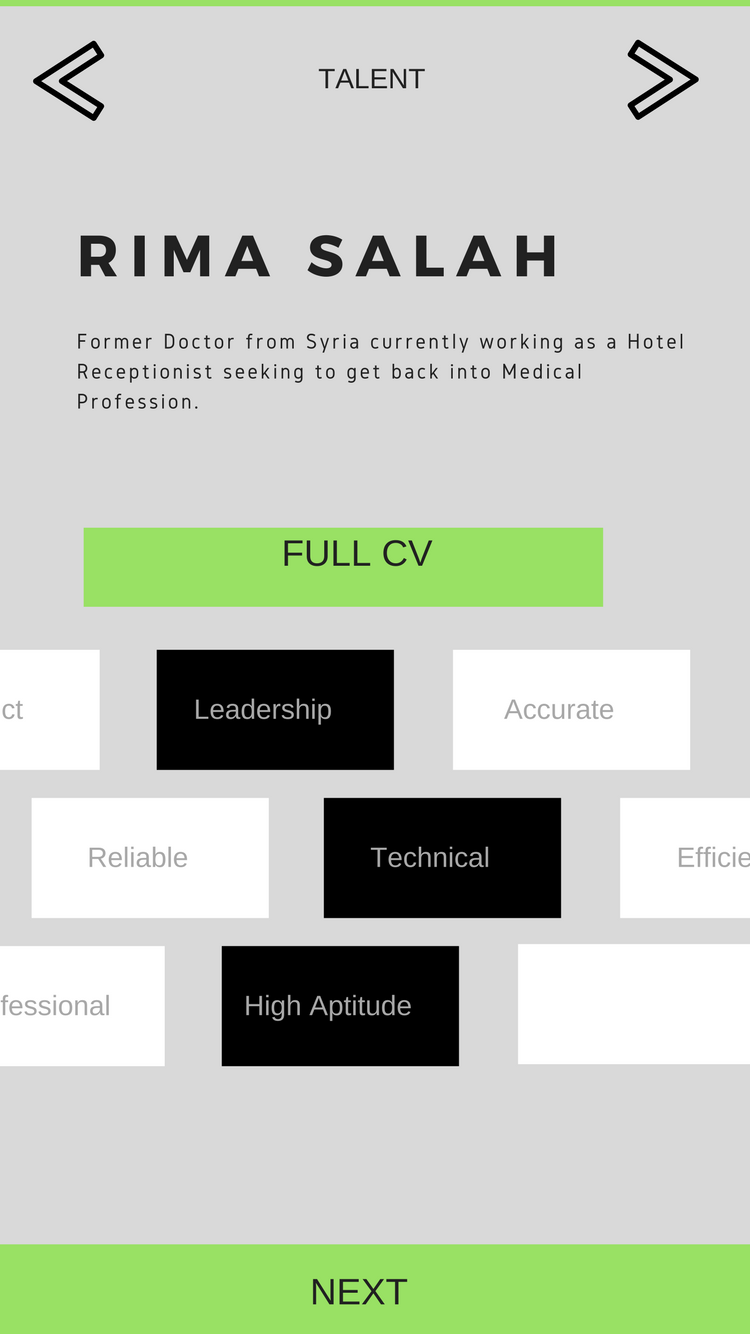 TALENT
RIMA SALAH
Former Doctor from Syria currently working as a Hotel
Receptionist seeking to get back into Medical
Profession.
FULL CV
ct Leadership Accurate
Reliable Technical Efficie
fessional High Aptitude
NEXT